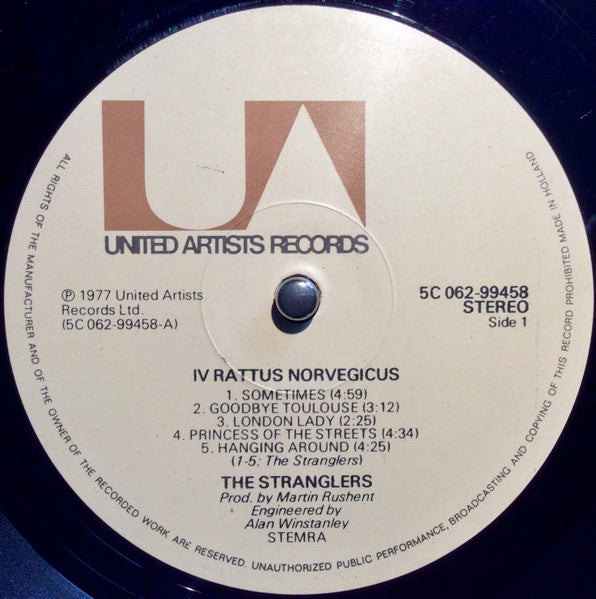 UA
UNITED ARTISTS RECORDS
℗ 1977 United Artists
Records Ltd.
(5C 062-99458-A)
5C 062-99458
STEREO
Side 1
IV RATTUS NORVEGICUS
1. SOMETIMES (4:59)
2. GOODBYE TOULOUSE (3:12)
3. LONDON LADY (2:25)
4. PRINCESS OF THE STREETS (4:34)
5. HANGING AROUND (4:25)
(1-5: The Stranglers)
THE STRANGLERS
Prod. by Martin Rushent
Engineered by
Alan Winstanley
STEMRA
ALL RIGHTS OF THE MANUFACTURER AND OF THE OWNER OF THE RECORDED WORK ARE RESERVED. UNAUTHORIZED PUBLIC PERFORMANCE, BROADCASTING AND COPYING OF THIS RECORD PROHIBITED MADE IN HOLLAND